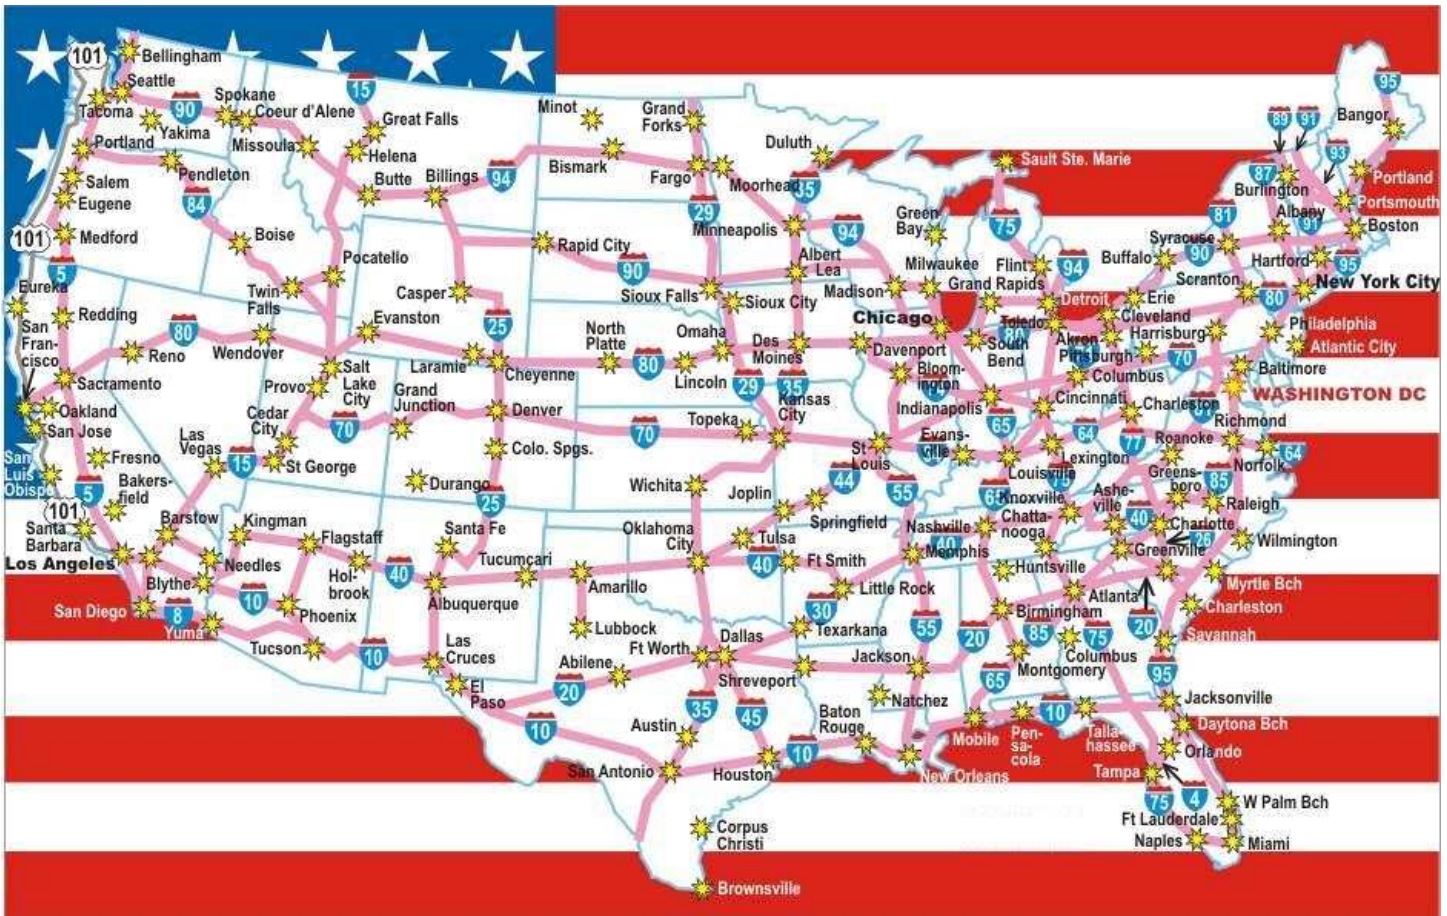 101
Bellingham
Seattle
Tacoma
90
Spokane
Coeur d'Alene
Yakima
Portland
Missoula
15
Great Falls
Helena
Butte
Billings
94
Minot
Grand
Forks
Bismark
Fargo
Moorhead
Duluth
35
Sault Ste. Marie
75
89
91
95
Bangor
93
87
Burlington
Portland
Portsmouth
Albany
91
Boston
81
Syracuse
90
Hartford
95
Buffalo
Scranton
80
New York City
Salem
Eugene
Pendleton
84
101
Medford
5
Eureka
Boise
Pocatello
Twin
Falls
Redding
80
Reno
Wendover
Evanston
Casper
25
Rapid City
90
29
Minneapolis
94
Green
Bay
Albert
Lea
Sioux Falls
Sioux City
Madison
Milwaukee
Flint
94
Grand Rapids
Detroit
Erie
Cleveland
Toledo
80
Akron
Harrisburg
Pittsburgh
70
Philadelphia
Atlantic City
Baltimore
WASHINGTON DC
Chicago
South
Bend
Davenport
Bloom-
ington
San
Fran-
cisco
Sacramento
Oakland
San Jose
Provo
Salt
Lake
City
Laramie
Cheyenne
North
Platte
80
Omaha
Lincoln
Des
Moines
29
35
Kansas
City
Topeka
Grand
Junction
Denver
Cedar
City
70
70
Indianapolis
65
Columbus
Cincinnati
Charleston
64
77
Richmond
Roanoke
Norfolk
64
Las
Vegas
15
St George
Fresno
San
Luis
Obispo
5
Bakers-
field
Durango
Colo. Spgs.
25
Wichita
Joplin
44
Springfield
St
Louis
55
Evans-
ville
Louisville
Lexington
Greens-
boro
85
Raleigh
101
Santa
Barbara
Barstow
Kingman
Flagstaff
Santa Fe
Tucumcari
Oklahoma
City
Tulsa
Nashville
65
Knoxville
Chatta-
nooga
Ashe-
ville
40
Charlotte
26
Wilmington
Los Angeles
Needles
Blythe
Hol-
brook
40
Albuquerque
Amarillo
40
Ft Smith
Memphis
40
Huntsville
Greenville
Myrtle Bch
San Diego
8
Yuma
10
Phoenix
Tucson
10
Las
Cruces
El
Paso
Lubbock
Little Rock
30
Texarkana
55
20
Birmingham
85
Atlanta
75
20
Charleston
Savannah
Dallas
Ft Worth
Abilene
20
Shreveport
Jackson
Natchez
65
Montgomery
Columbus
95
10
Austin
35
45
Baton
Rouge
10
Mobile
Pen-
sa-
cola
10
Talla-
hassee
Jacksonville
Daytona Bch
Orlando
Tampa
San Antonio
Houston
New Orleans
75
4
W Palm Bch
Ft Lauderdale
Naples
Miami
Corpus
Christi
Brownsville